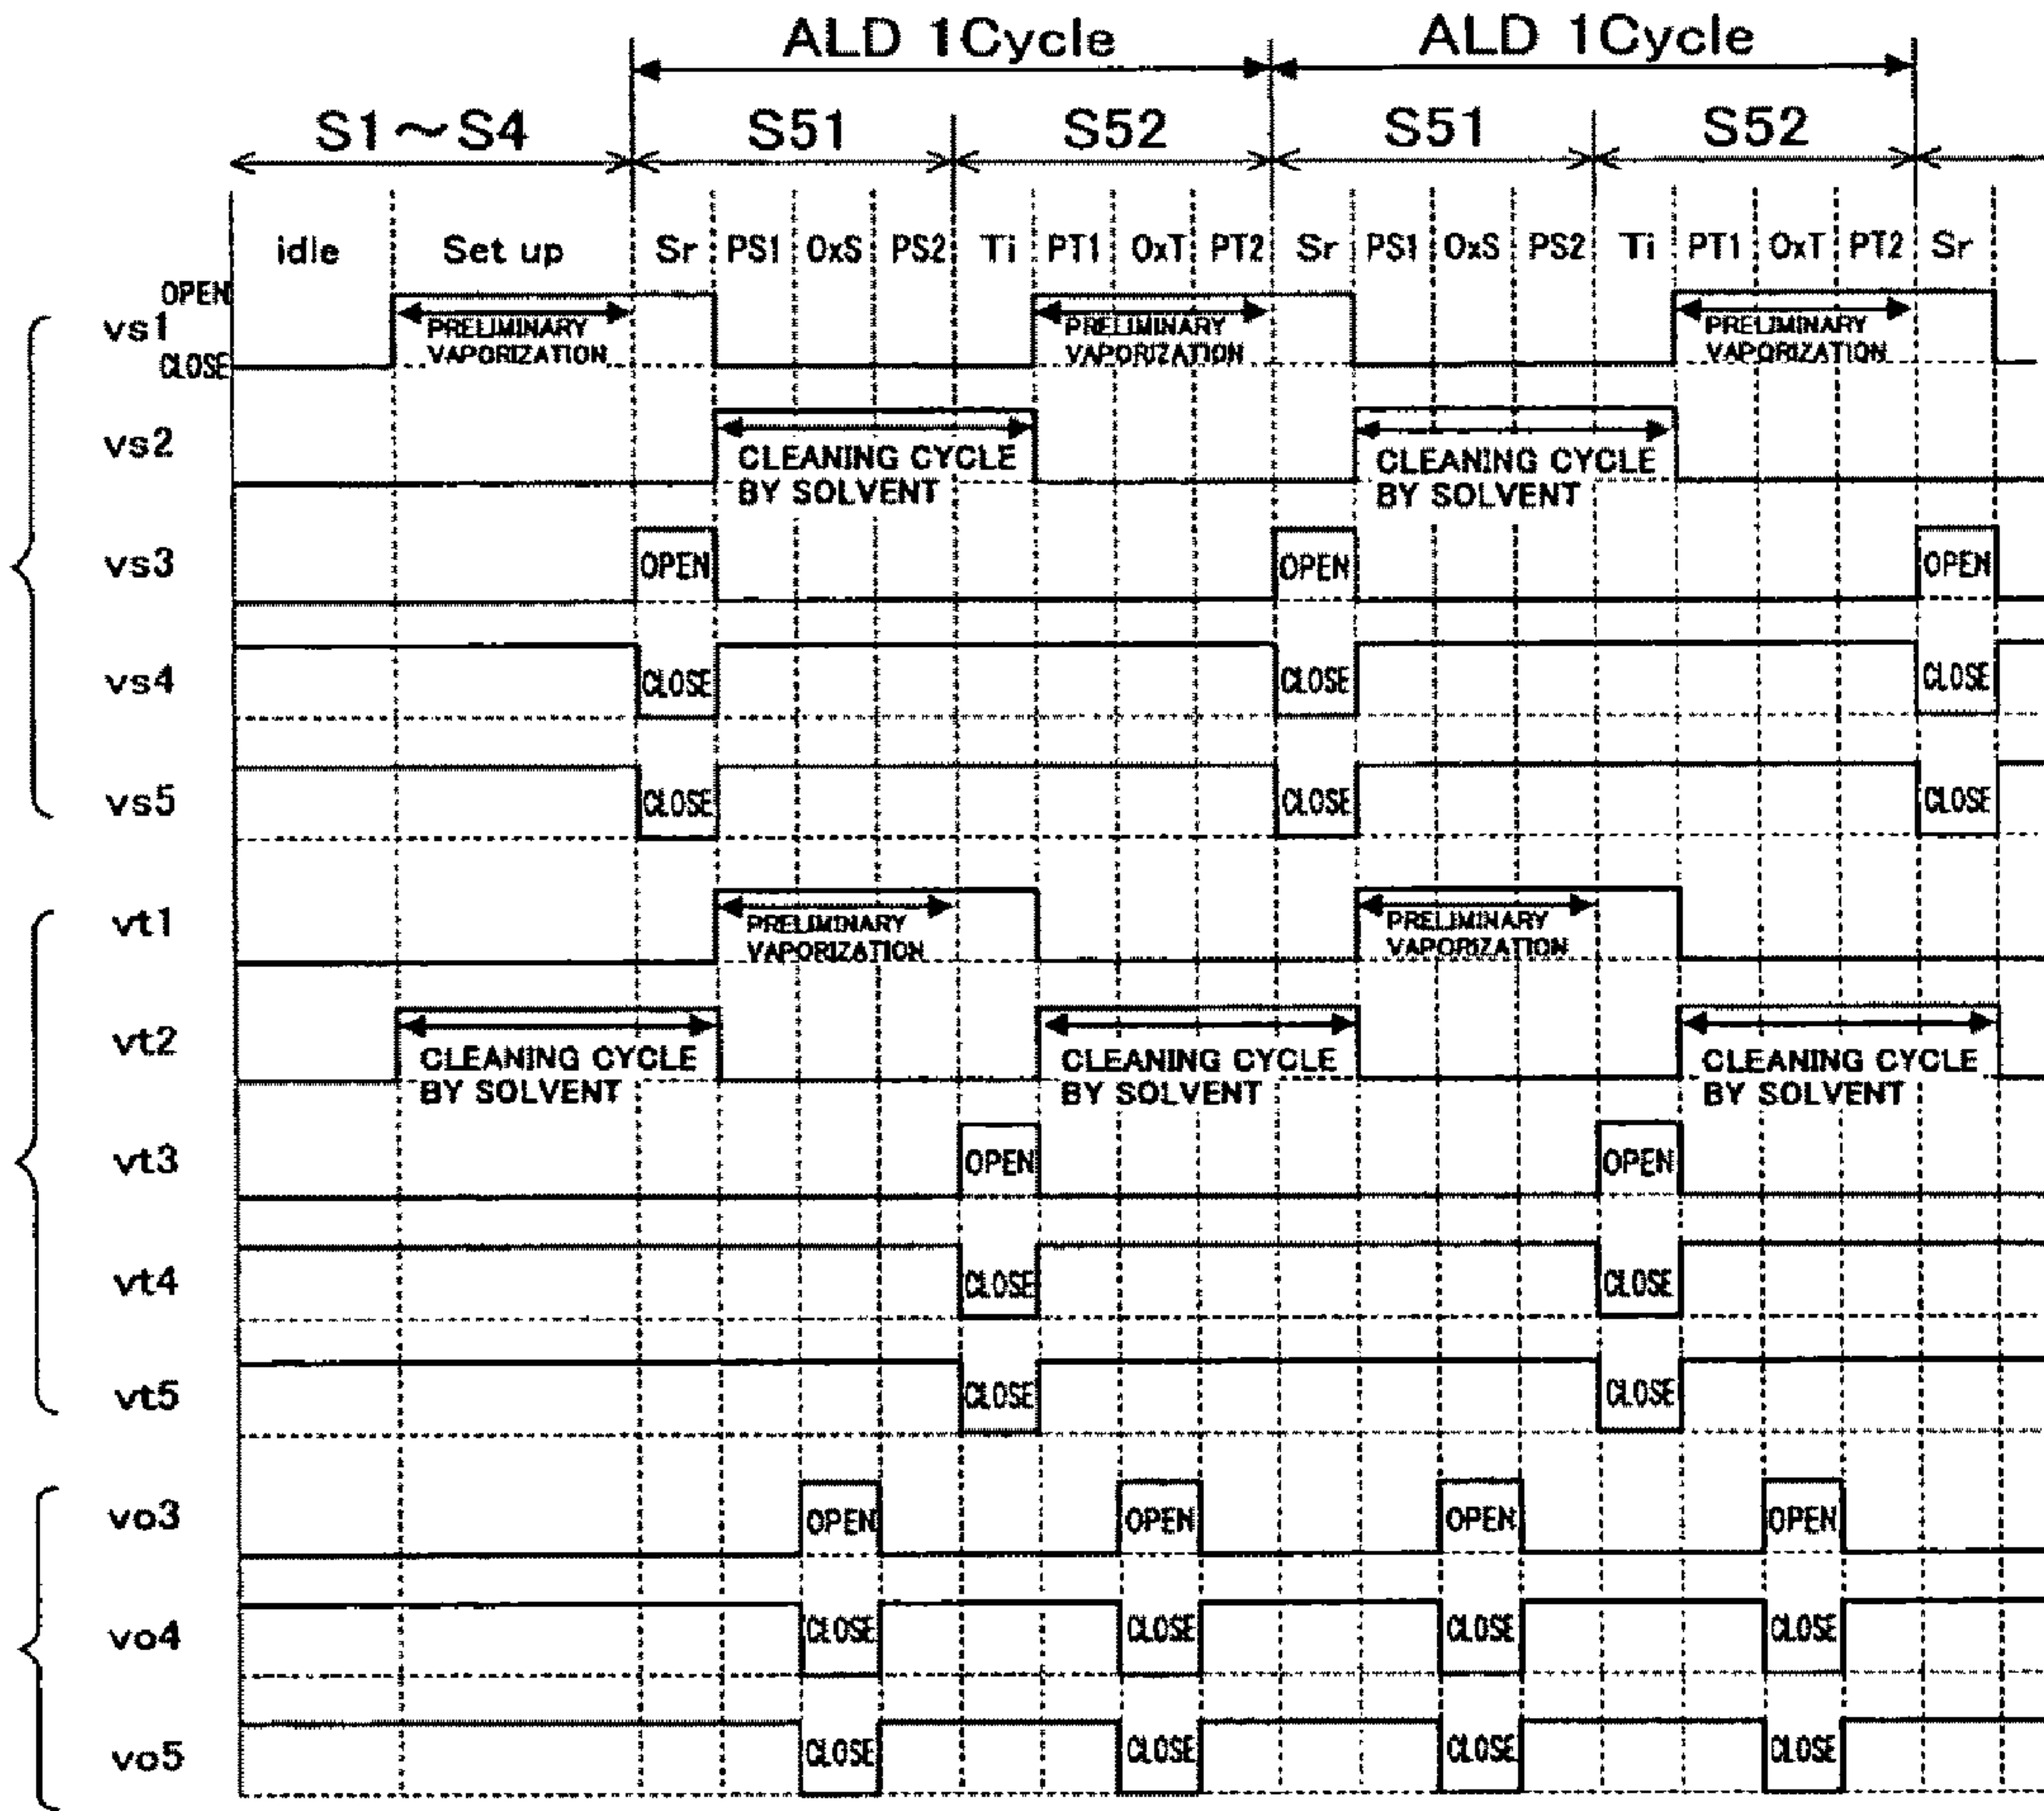 ALD 1Cycle ALD 1Cycle
S1~S4 S51 S52 S51 S52
idle Set up Sr PS1 OxS PS2 Ti PT1 OxT PT2 Sr PS1 OxS PS2 Ti PT1 OxT PT2 Sr
OPEN
vs1
CLOSE
PRELIMINARY VAPORIZATION
PRELIMINARY VAPORIZATION
PRELIMINARY VAPORIZATION
vs2
CLEANING CYCLE BY SOLVENT
CLEANING CYCLE BY SOLVENT
vs3 OPEN OPEN OPEN
vs4 CLOSE CLOSE CLOSE
vs5 CLOSE CLOSE CLOSE
vt1
PRELIMINARY VAPORIZATION
PRELIMINARY VAPORIZATION
vt2
CLEANING CYCLE BY SOLVENT
CLEANING CYCLE BY SOLVENT
CLEANING CYCLE BY SOLVENT
vt3 OPEN OPEN
vt4 CLOSE CLOSE
vt5 CLOSE CLOSE
vo3 OPEN OPEN OPEN OPEN
vo4 CLOSE CLOSE CLOSE CLOSE
vo5 CLOSE CLOSE CLOSE CLOSE